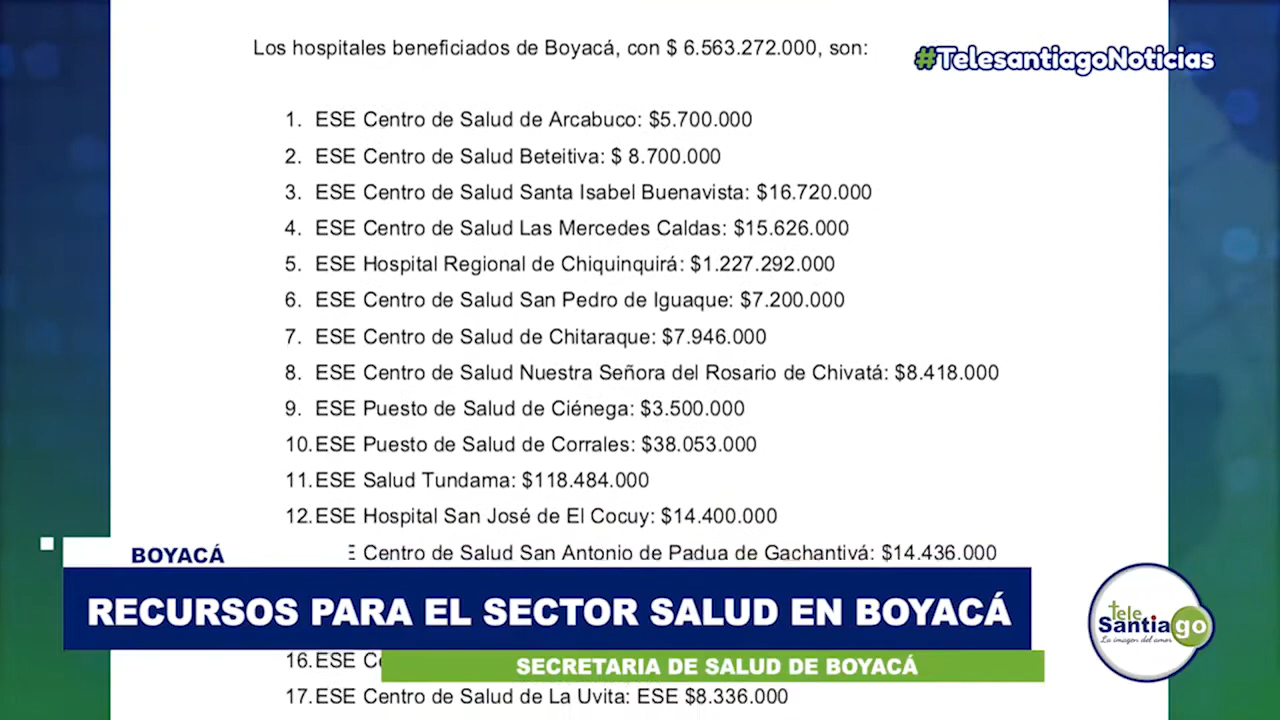 Los hospitales beneficiados de Boyacá, con $ 6.563.272.000, son:
#TelesantiagoNoticias
1. ESE Centro de Salud de Arcabuco: $5.700.000
2. ESE Centro de Salud Beteitiva: $ 8.700.000
3. ESE Centro de Salud Santa Isabel Buenavista: $16.720.000
4. ESE Centro de Salud Las Mercedes Caldas: $15.626.000
5. ESE Hospital Regional de Chiquinquirá: $1.227.292.000
6. ESE Centro de Salud San Pedro de Iguaque: $7.200.000
7. ESE Centro de Salud de Chitaraque: $7.946.000
8. ESE Centro de Salud Nuestra Señora del Rosario de Chivatá: $8.418.000
9. ESE Puesto de Salud de Ciénega: $3.500.000
10. ESE Puesto de Salud de Corrales: $38.053.000
11. ESE Salud Tundama: $118.484.000
12. ESE Hospital San José de El Cocuy: $14.400.000
Centro de Salud San Antonio de Padua de Gachantivá: $14.436.000
BOYACÁ
RECURSOS PARA EL SECTOR SALUD EN BOYACÁ
tele
Santiago
La imagen del amor
16. ESE
SECRETARIA DE SALUD DE BOYACÁ
17. ESE Centro de Salud de La Uvita: ESE $8.336.000